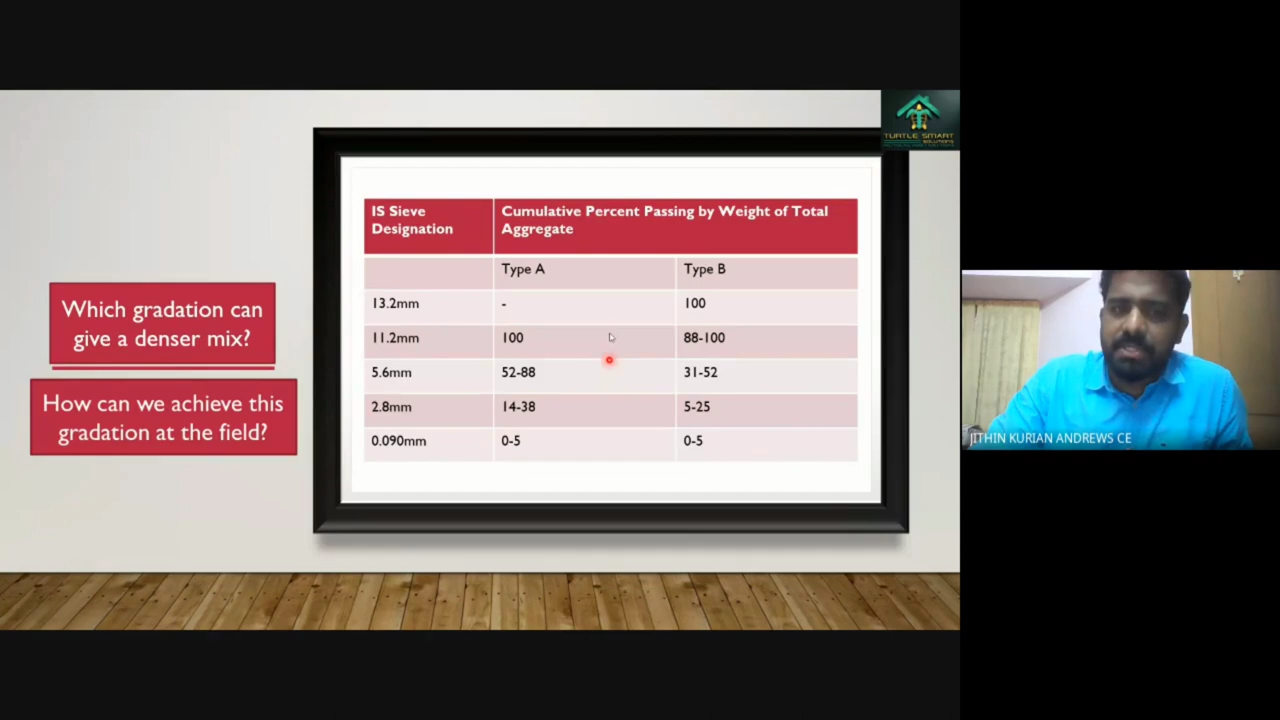 TURTLE SMART
SOLUTIONS
Which gradation can
give a denser mix?
How can we achieve this
gradation at the field?
IS Sieve
Designation
Cumulative Percent Passing by Weight of Total
Aggregate
Type A
Type B
13.2mm
-
100
11.2mm
100
88-100
5.6mm
52-88
31-52
2.8mm
14-38
5-25
0.090mm
0-5
0-5
JITHIN KURIAN ANDREWS CE